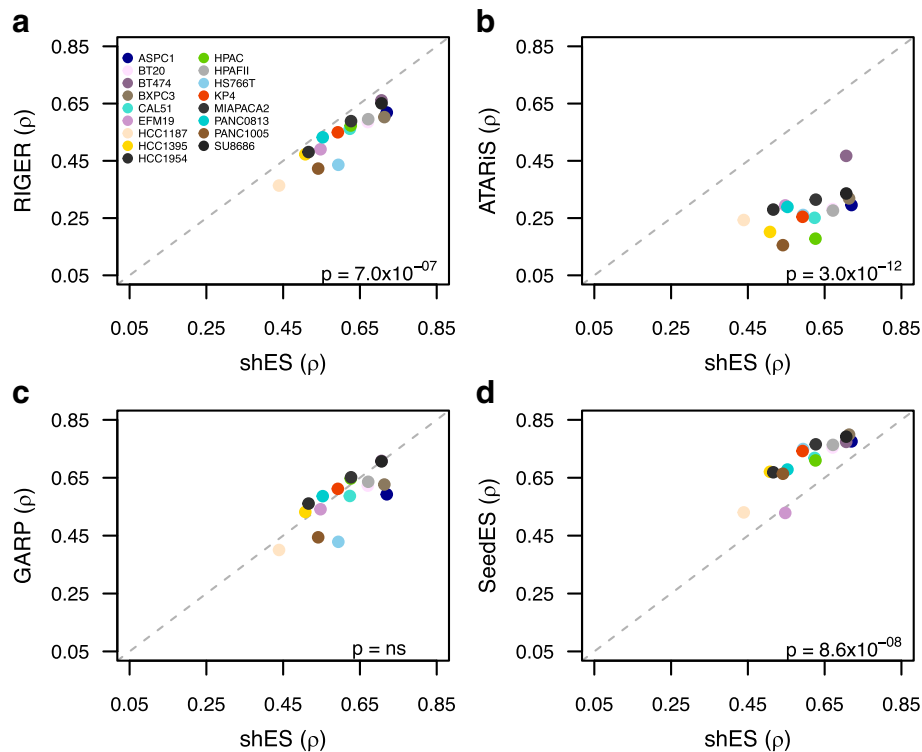 a
RIGER (ρ)
0.85
0.65
0.45
0.25
0.05
ASPC1
BT20
BT474
BXPC3
CAL51
EFM19
HCC1187
HCC1395
HCC1954
HPAC
HPAFII
HS766T
KP4
MIAPACA2
PANC0813
PANC1005
SU8686
p = 7.0x10⁻⁰⁷
0.05 0.25 0.45 0.65 0.85
shES (ρ)
b
ATARiS (ρ)
0.85
0.65
0.45
0.25
0.05
p = 3.0x10⁻¹²
0.05 0.25 0.45 0.65 0.85
shES (ρ)
c
GARP (ρ)
0.85
0.65
0.45
0.25
0.05
p = ns
0.05 0.25 0.45 0.65 0.85
shES (ρ)
d
SeedES (ρ)
0.85
0.65
0.45
0.25
0.05
p = 8.6x10⁻⁰⁸
0.05 0.25 0.45 0.65 0.85
shES (ρ)